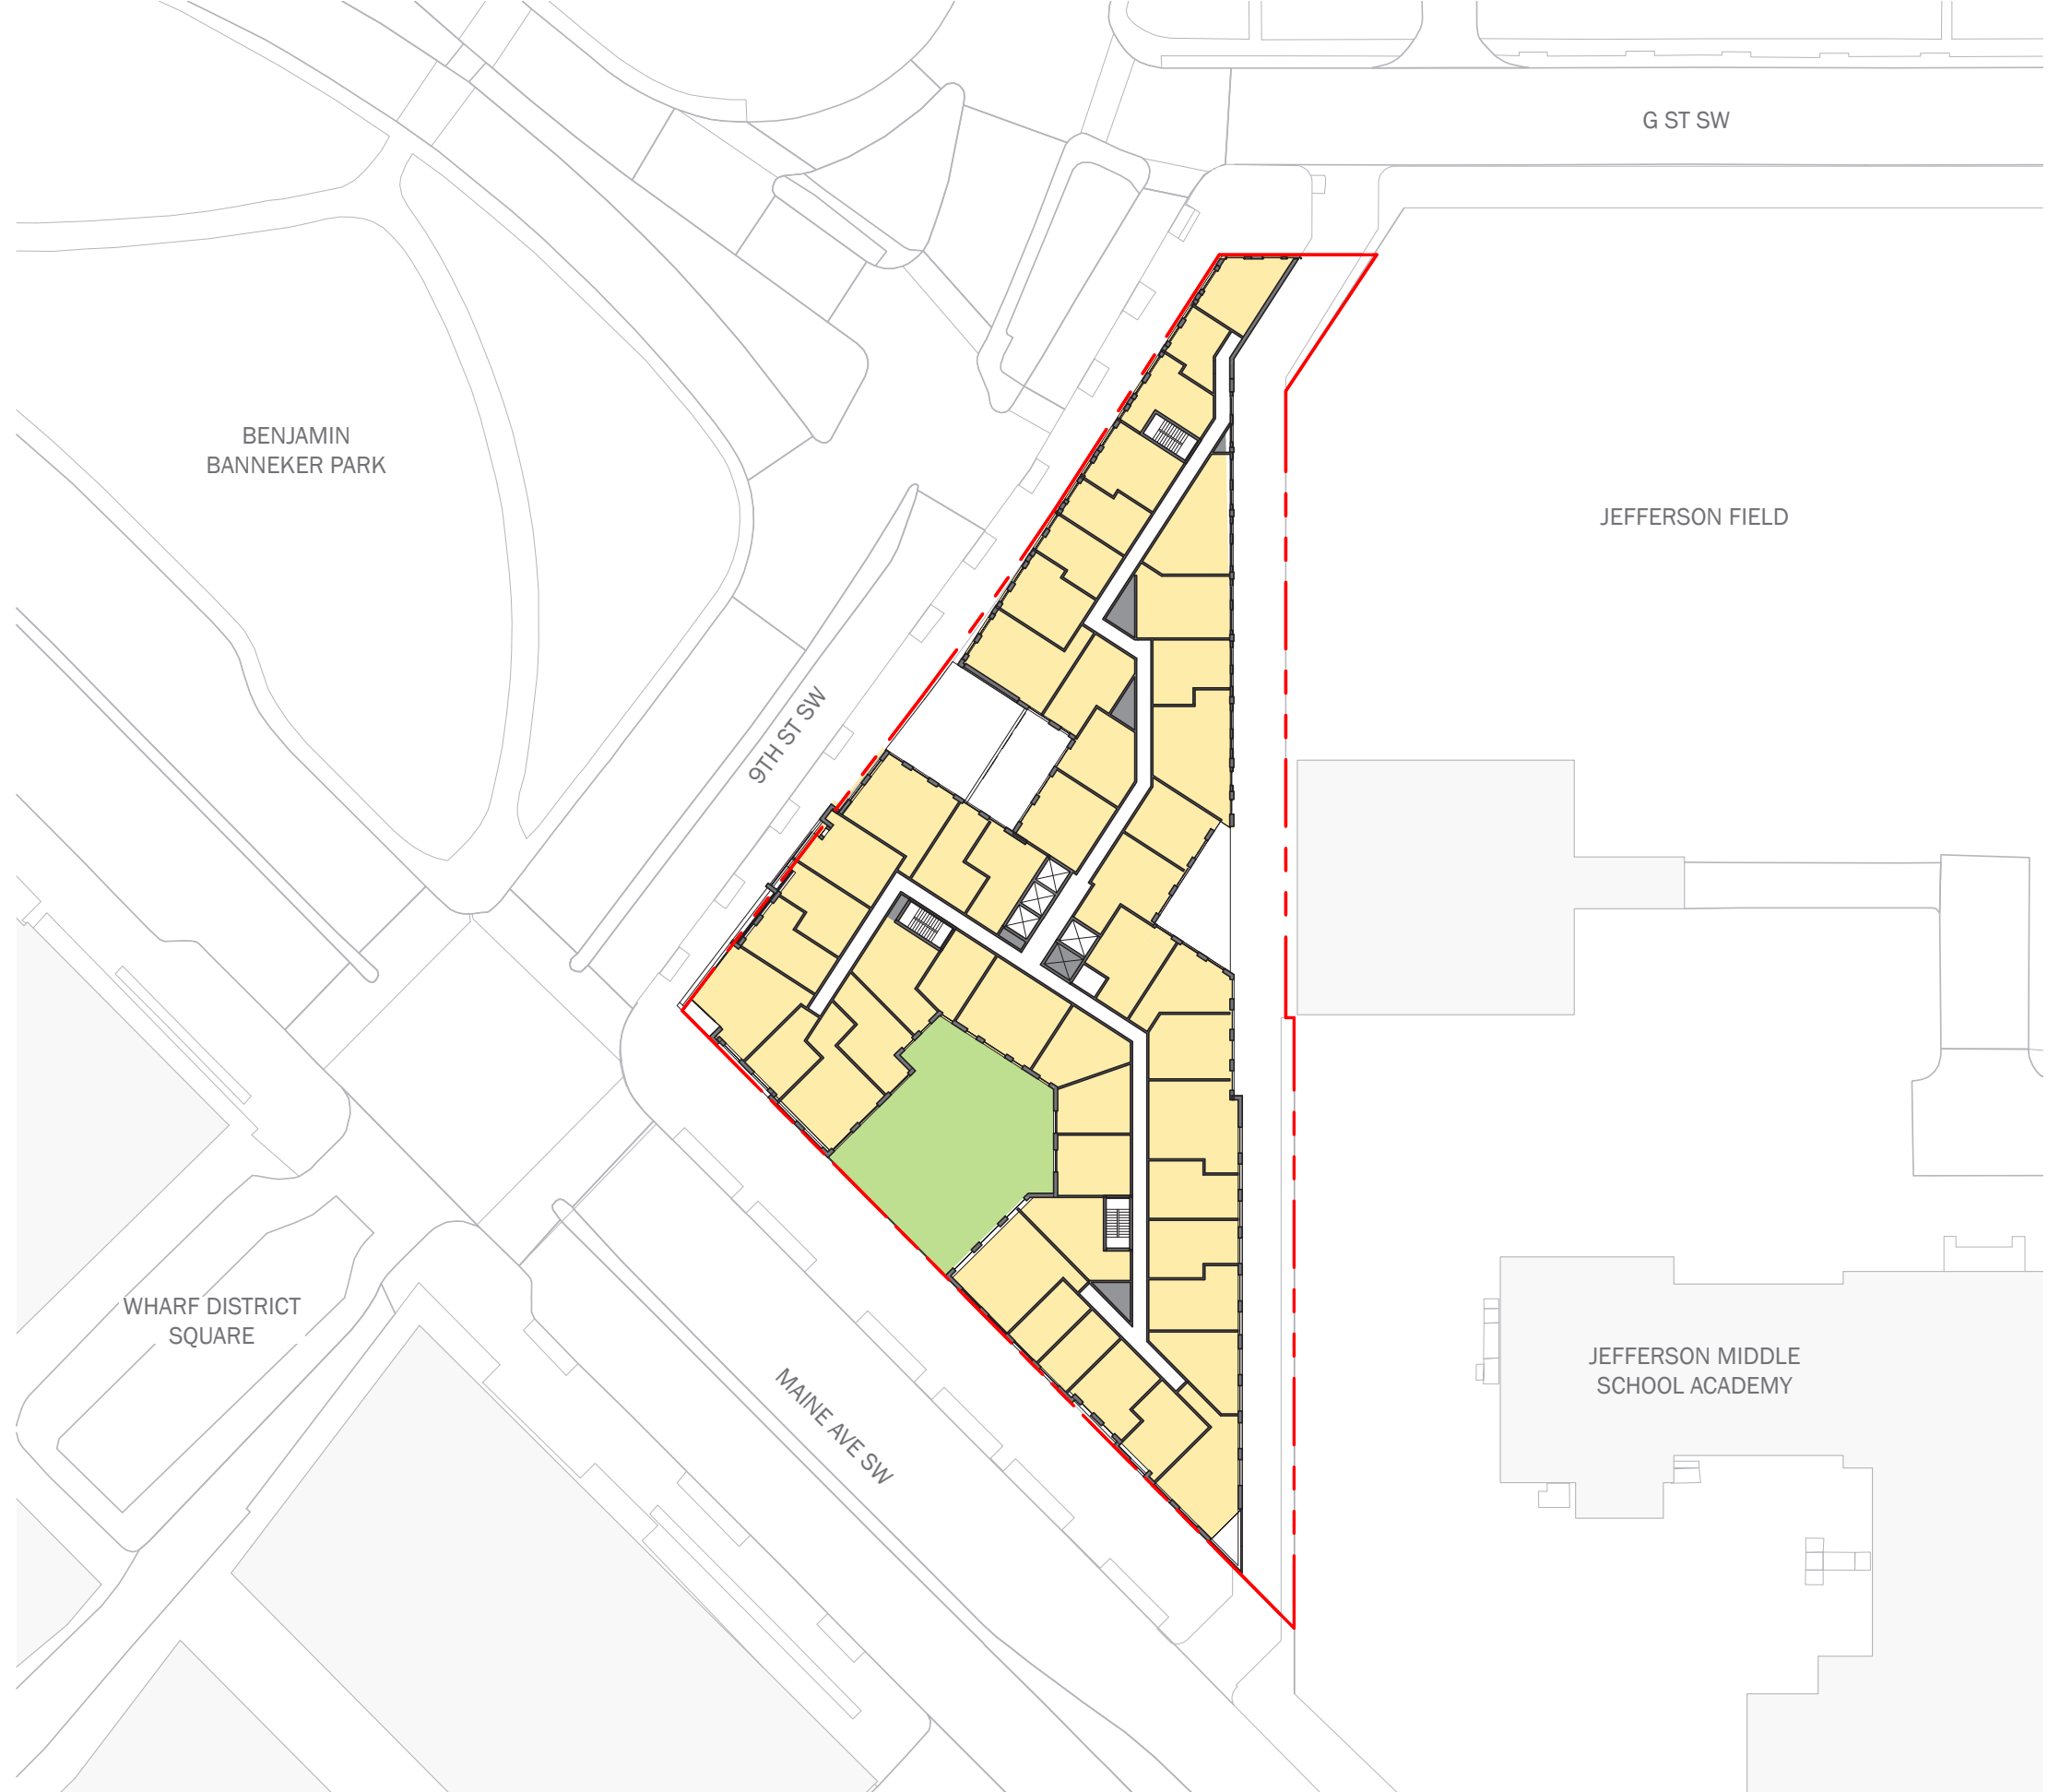 G ST SW
BENJAMIN
BANNEKER PARK
JEFFERSON FIELD
9TH ST SW
WHARF DISTRICT
SQUARE
MAINE AVE SW
JEFFERSON MIDDLE
SCHOOL ACADEMY